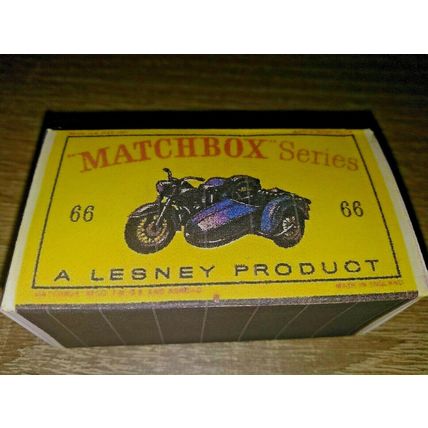 "MATCHBOX" Series
66 66
A LESNEY PRODUCT
MADE IN ENGLAND